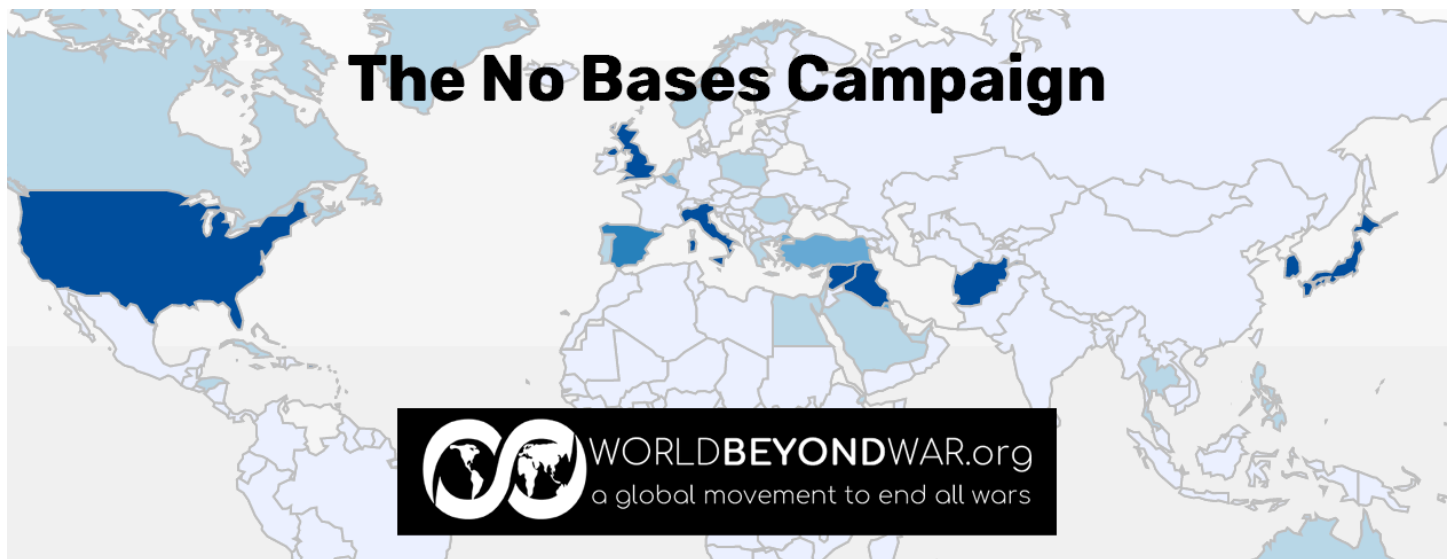 The No Bases Campaign
WORLDBEYONDWAR.org
a global movement to end all wars